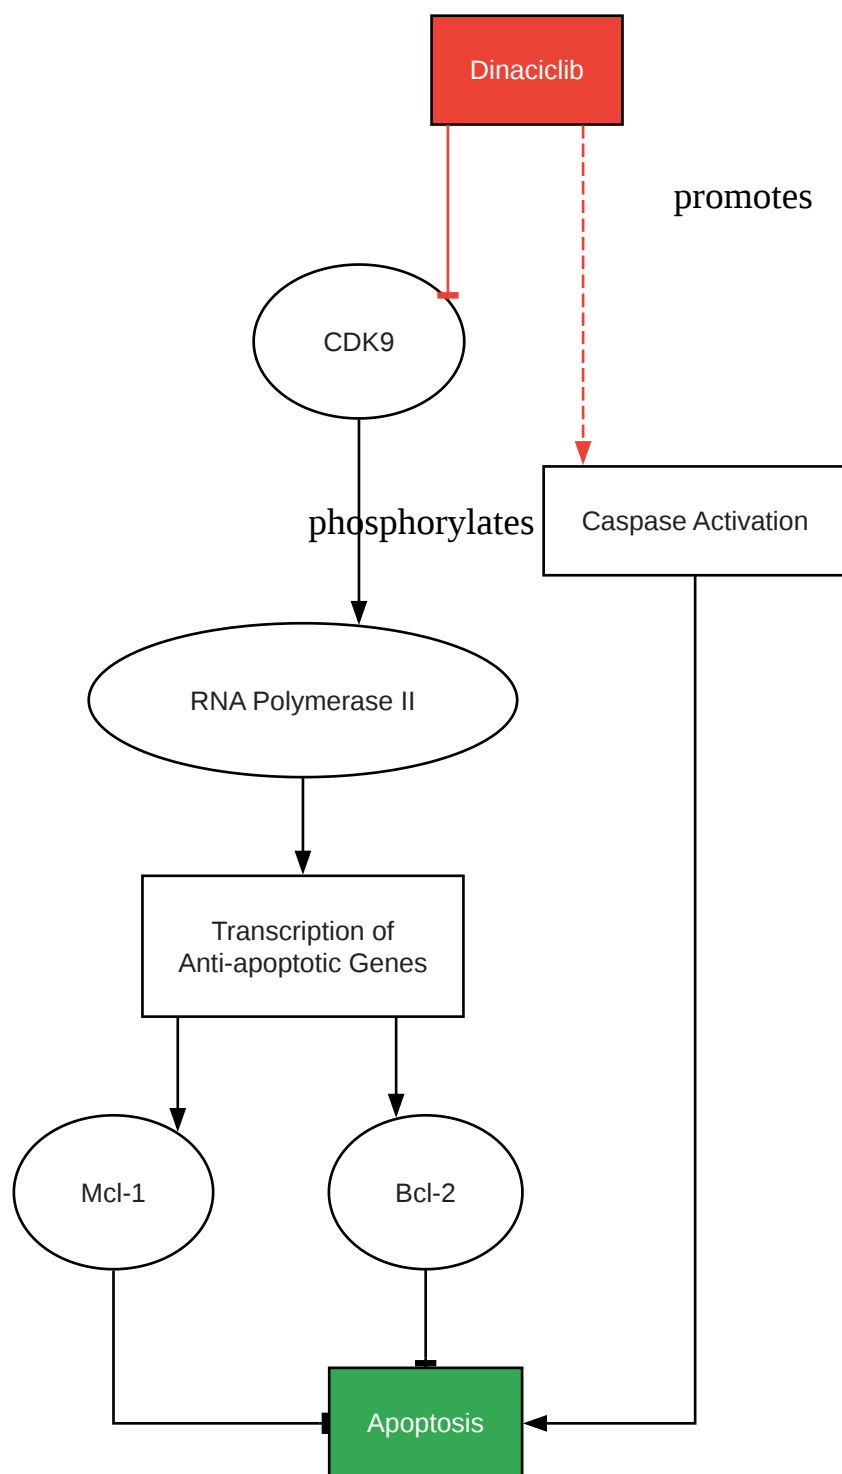 Dinaciclib
promotes
CDK9
phosphorylates
Caspase Activation
RNA Polymerase II
Transcription of
Anti-apoptotic Genes
Mcl-1
Bcl-2
Apoptosis